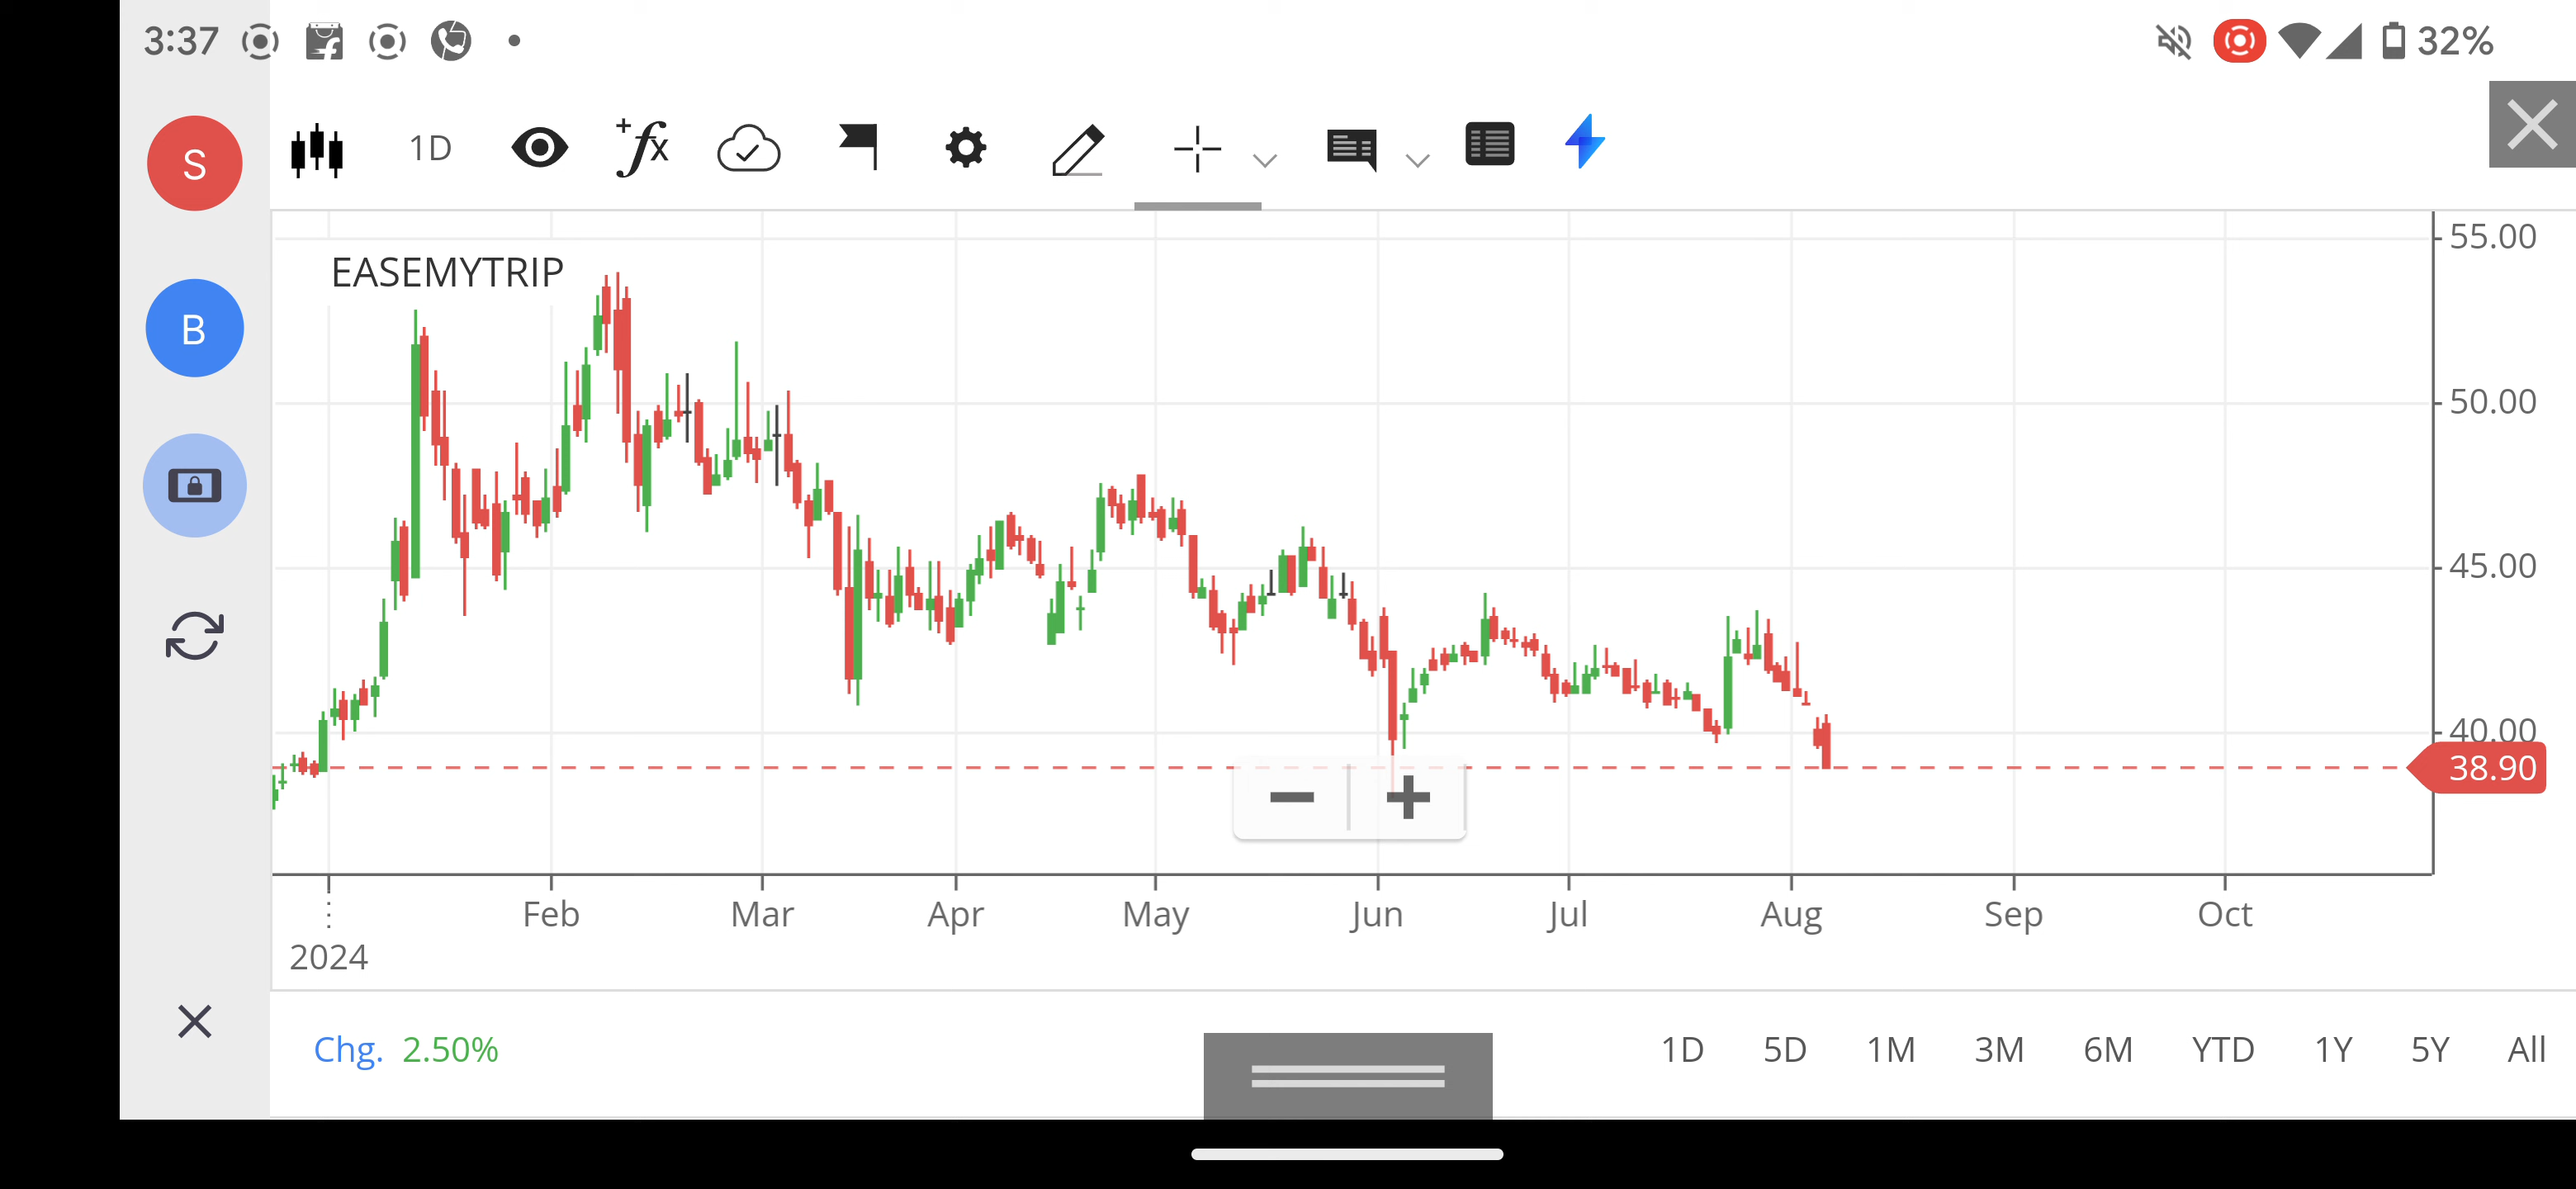 3:37 32%
S
B
1D
fx
EASEMYTRIP
55.00
50.00
45.00
40.00
38.90
Feb Mar Apr May Jun Jul Aug Sep Oct
2024
Chg. 2.50%
1D 5D 1M 3M 6M YTD 1Y 5Y All